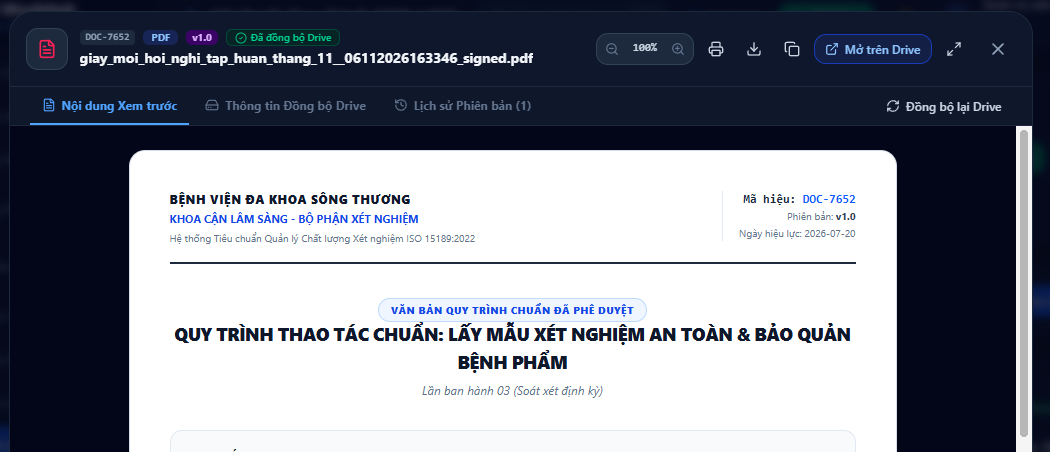 DOC-7652 PDF v1.0 Đã đồng bộ Drive
giay_moi_hoi_nghi_tap_huan_thang_11__06112026163346_signed.pdf
100%
Mở trên Drive
Nội dung Xem trước
Thông tin Đồng bộ Drive
Lịch sử Phiên bản (1)
Đồng bộ lại Drive
BỆNH VIỆN ĐA KHOA SÔNG THƯƠNG
KHOA CẬN LÂM SÀNG - BỘ PHẬN XÉT NGHIỆM
Hệ thống Tiêu chuẩn Quản lý Chất lượng Xét nghiệm ISO 15189:2022
Mã hiệu: DOC-7652
Phiên bản: v1.0
Ngày hiệu lực: 2026-07-20
VĂN BẢN QUY TRÌNH CHUẨN ĐÃ PHÊ DUYỆT
QUY TRÌNH THAO TÁC CHUẨN: LẤY MẪU XÉT NGHIỆM AN TOÀN & BẢO QUẢN
BỆNH PHẨM
Lần ban hành 03 (Soát xét định kỳ)